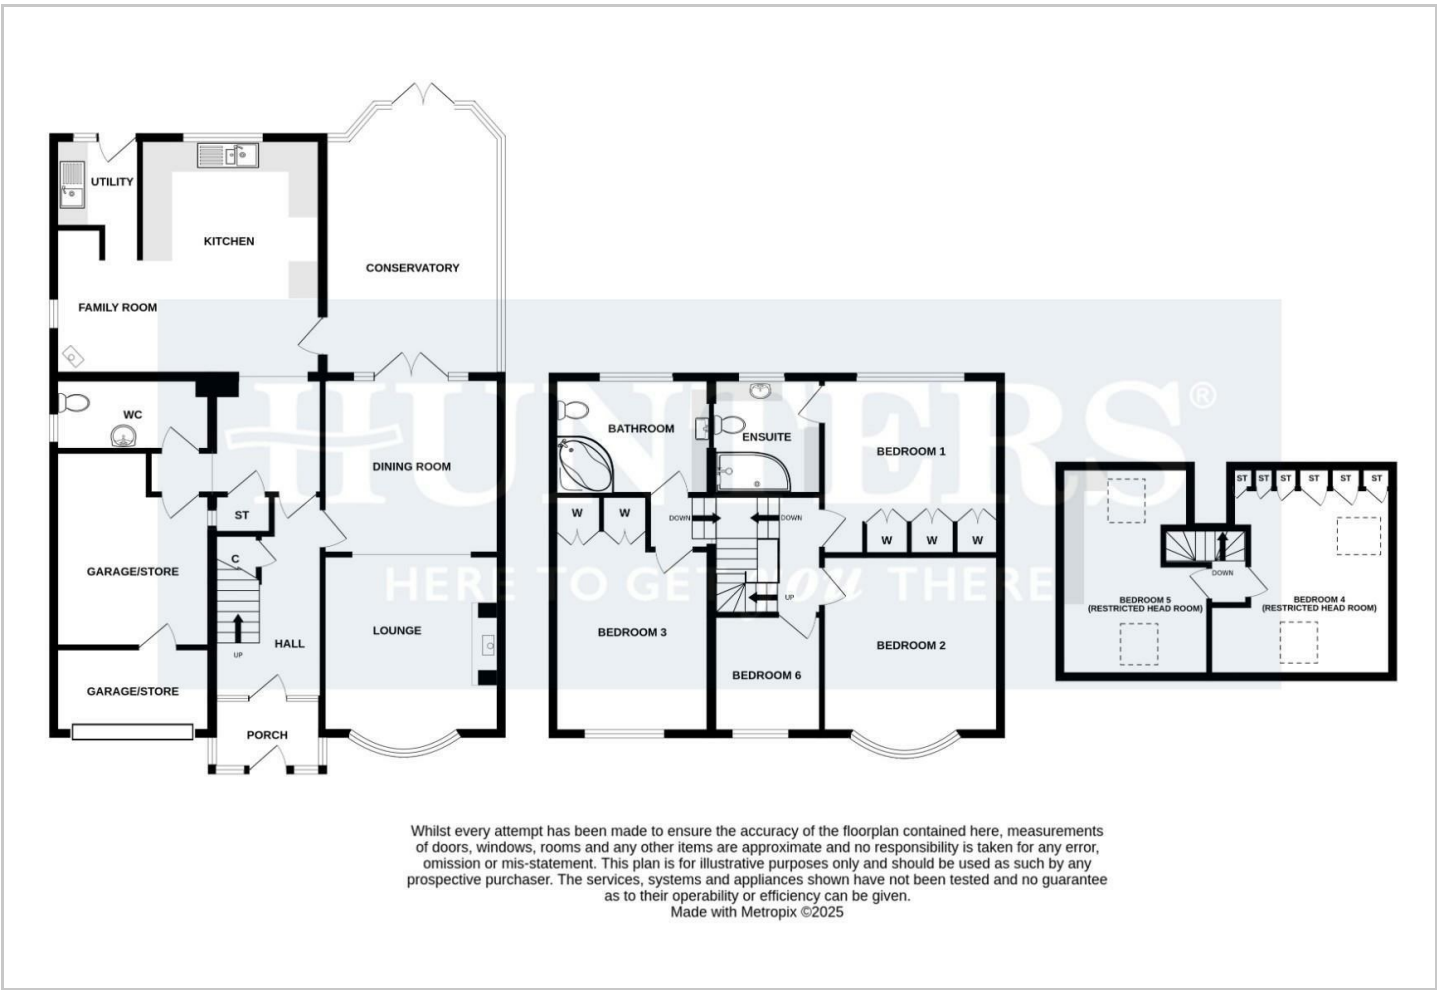 UTILITY
KITCHEN
CONSERVATORY
FAMILY ROOM
WC
DINING ROOM
ST
C
GARAGE/STORE
LOUNGE
HALL
UP
GARAGE/STORE
PORCH
BATHROOM
ENSUITE
BEDROOM 1
W
W
DOWN
DOWN
W
W
W
UP
BEDROOM 3
BEDROOM 2
BEDROOM 6
ST
ST
ST
ST
ST
ST
DOWN
BEDROOM 5
(RESTRICTED HEAD ROOM)
BEDROOM 4
(RESTRICTED HEAD ROOM)
HUNTERS®
HERE TO GET you THERE
Whilst every attempt has been made to ensure the accuracy of the floorplan contained here, measurements
of doors, windows, rooms and any other items are approximate and no responsibility is taken for any error,
omission or mis-statement. This plan is for illustrative purposes only and should be used as such by any
prospective purchaser. The services, systems and appliances shown have not been tested and no guarantee
as to their operability or efficiency can be given.
Made with Metropix ©2025